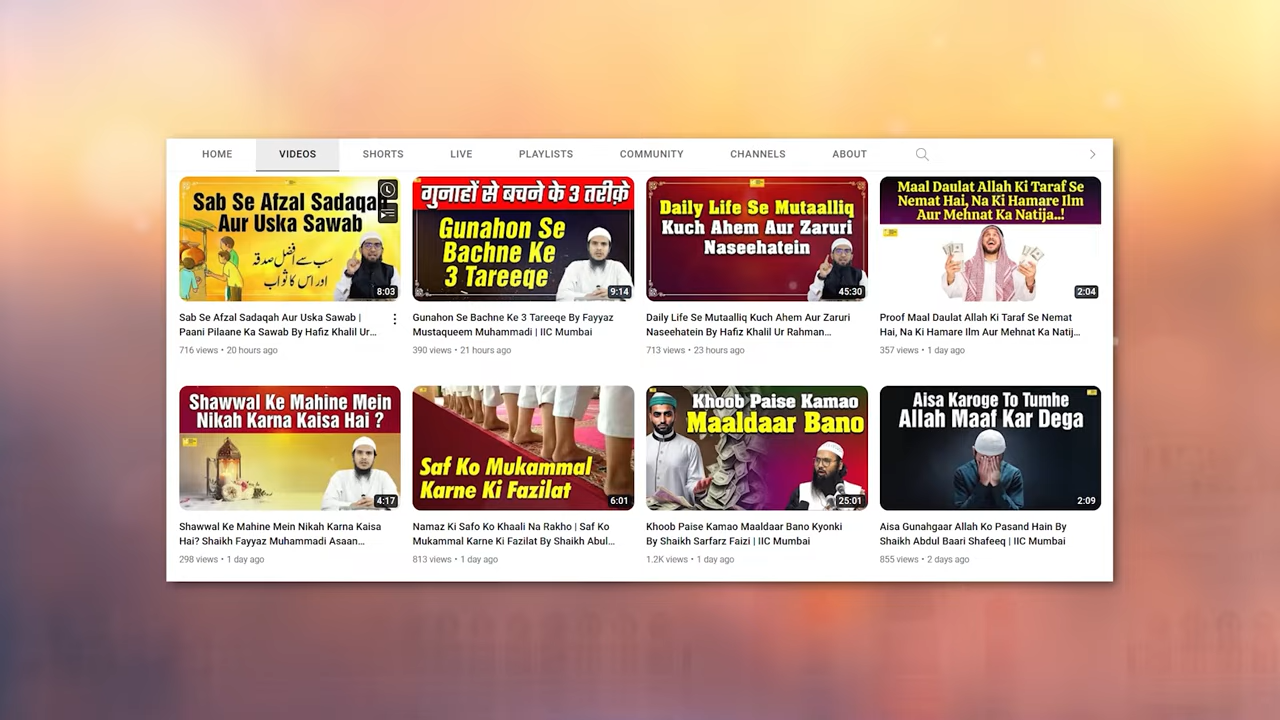 HOME VIDEOS SHORTS LIVE PLAYLISTS COMMUNITY CHANNELS ABOUT
Sab Se Afzal Sadaqah
Aur Uska Sawab
سب سے افضل صدقہ
اور اس کا ثواب
8:03
गुनाहों से बचने के 3 तरीक़े
Gunahon Se
Bachne Ke
3 Tareeqe
9:14
Daily Life Se Mutaalliq
Kuch Ahem Aur Zaruri
Naseehatein
45:30
Maal Daulat Allah Ki Taraf Se
Nemat Hai, Na Ki Hamare Ilm
Aur Mehnat Ka Natija..!
2:04
Sab Se Afzal Sadaqah Aur Uska Sawab |
Paani Pilaane Ka Sawab By Hafiz Khalil Ur...
716 views • 20 hours ago
Gunahon Se Bachne Ke 3 Tareeqe By Fayyaz
Mustaqueem Muhammadi | IIC Mumbai
390 views • 21 hours ago
Daily Life Se Mutaalliq Kuch Ahem Aur Zaruri
Naseehatein By Hafiz Khalil Ur Rahman...
713 views • 23 hours ago
Proof Maal Daulat Allah Ki Taraf Se Nemat
Hai, Na Ki Hamare Ilm Aur Mehnat Ka Natij...
357 views • 1 day ago
Shawwal Ke Mahine Mein
Nikah Karna Kaisa Hai ?
4:17
Saf Ko Mukammal
Karne Ki Fazilat
6:01
Khoob Paise Kamao
Maaldaar Bano
25:01
Aisa Karoge To Tumhe
Allah Maaf Kar Dega
2:09
Shawwal Ke Mahine Mein Nikah Karna Kaisa
Hai? Shaikh Fayyaz Muhammadi Asaan...
298 views • 1 day ago
Namaz Ki Safo Ko Khaali Na Rakho | Saf Ko
Mukammal Karne Ki Fazilat By Shaikh Abul...
813 views • 1 day ago
Khoob Paise Kamao Maaldaar Bano Kyonki
By Shaikh Sarfarz Faizi | IIC Mumbai
1.2K views • 1 day ago
Aisa Gunahgaar Allah Ko Pasand Hain By
Shaikh Abdul Baari Shafeeq | IIC Mumbai
855 views • 2 days ago